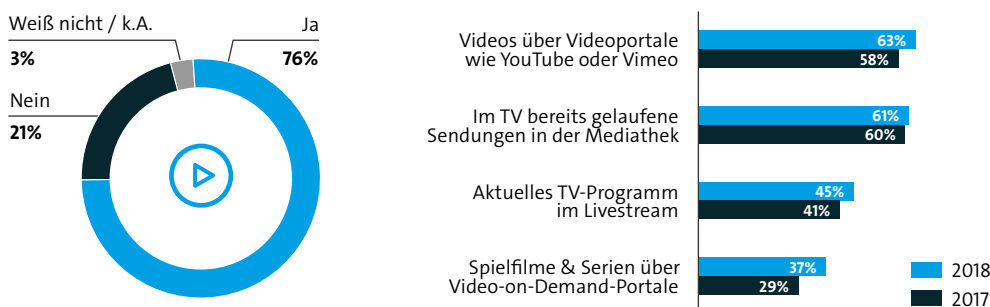 Weiß nicht / k.A.
3%
Ja
76%
Nein
21%
Videos über Videoportale
wie YouTube oder Vimeo
63%
58%
Im TV bereits gelaufene
Sendungen in der Mediathek
61%
60%
Aktuelles TV-Programm
im Livestream
45%
41%
Spielfilme & Serien über
Video-on-Demand-Portale
37%
29%
2018
2017